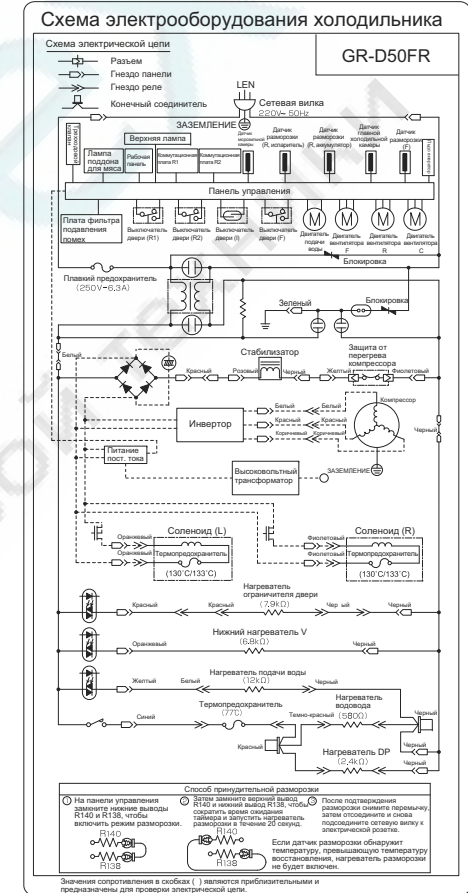 Схема электрооборудования холодильника
Схема электрической цепи
GR-D50FR
Разъем
Гнездо панели
Гнездо реле
Конечный соединитель
LEN
Сетевая вилка
220V~ 50Hz
ЗАЗЕМЛЕНИЕ
Верхняя лампа
Лампа поддона для мяса
Рабочая панель
Коммутационная плата R1
Коммутационная плата R2
Датчик морозильной камеры
Датчик разморозки (R, испаритель)
Датчик разморозки (R, аккумулятор)
Датчик главной холодильной камеры
Датчик разморозки (F)
Панель управления
Плата фильтра подавления помех
Выключатель двери (R1)
Выключатель двери (R2)
Выключатель двери (I)
Выключатель двери (F)
Двигатель подачи воды
Двигатель вентилятора F
Двигатель вентилятора R
Двигатель вентилятора C
Блокировка
Плавкий предохранитель
(250V-6.3A)
Зеленый
Блокировка
Белый
Стабилизатор
Защита от перегрева компрессора
Красный
Розовый
Черный
Желтый
Фиолетовый
Белый
Белый
Компрессор
Инвертор
Красный
Красный
Коричневый
Коричневый
Черный
Питание пост. тока
Высоковольтный трансформатор
ЗАЗЕМЛЕНИЕ
Соленоид (L)
Соленоид (R)
Оранжевый
Фиолетовый
Оранжевый
Термопредохранитель
Фиолетовый
Термопредохранитель
(130°C/133°C)
(130°C/133°C)
Нагреватель ограничителя двери
Красный
Красный
(7.9kΩ)
Чер ый
Черный
Нижний нагреватель V
Оранжевый
(6.8kΩ)
Черный
Нагреватель подачи воды
Желтый
Белый
(12kΩ)
Черный
Термопредохранитель
Нагреватель водовода
Синий
(77°C)
Темно-красный
(580Ω)
Черный
Красный
Черный
Нагреватель DP
(2,4kΩ)
Черный
Способ принудительной разморозки
① На панели управления
замкните нижние выводы
R140 и R138, чтобы
включить режим разморозки.
R140
R138
② Затем замкните верхний вывод
R140 и нижний вывод R138, чтобы
сократить время ожидания
таймера и запустить нагреватель
разморозки в течение 20 секунд.
R140
R138
③ После подтверждения
разморозки снимите перемычку,
затем отсоедините и снова
подсоедините сетевую вилку к
электрической розетке.
Если датчик разморозки обнаружит
температуру, превышающую температуру
восстановления, нагреватель разморозки
не будет включен.
Значения сопротивления в скобках ( ) являются приблизительными и
предназначены для проверки электрической цепи.